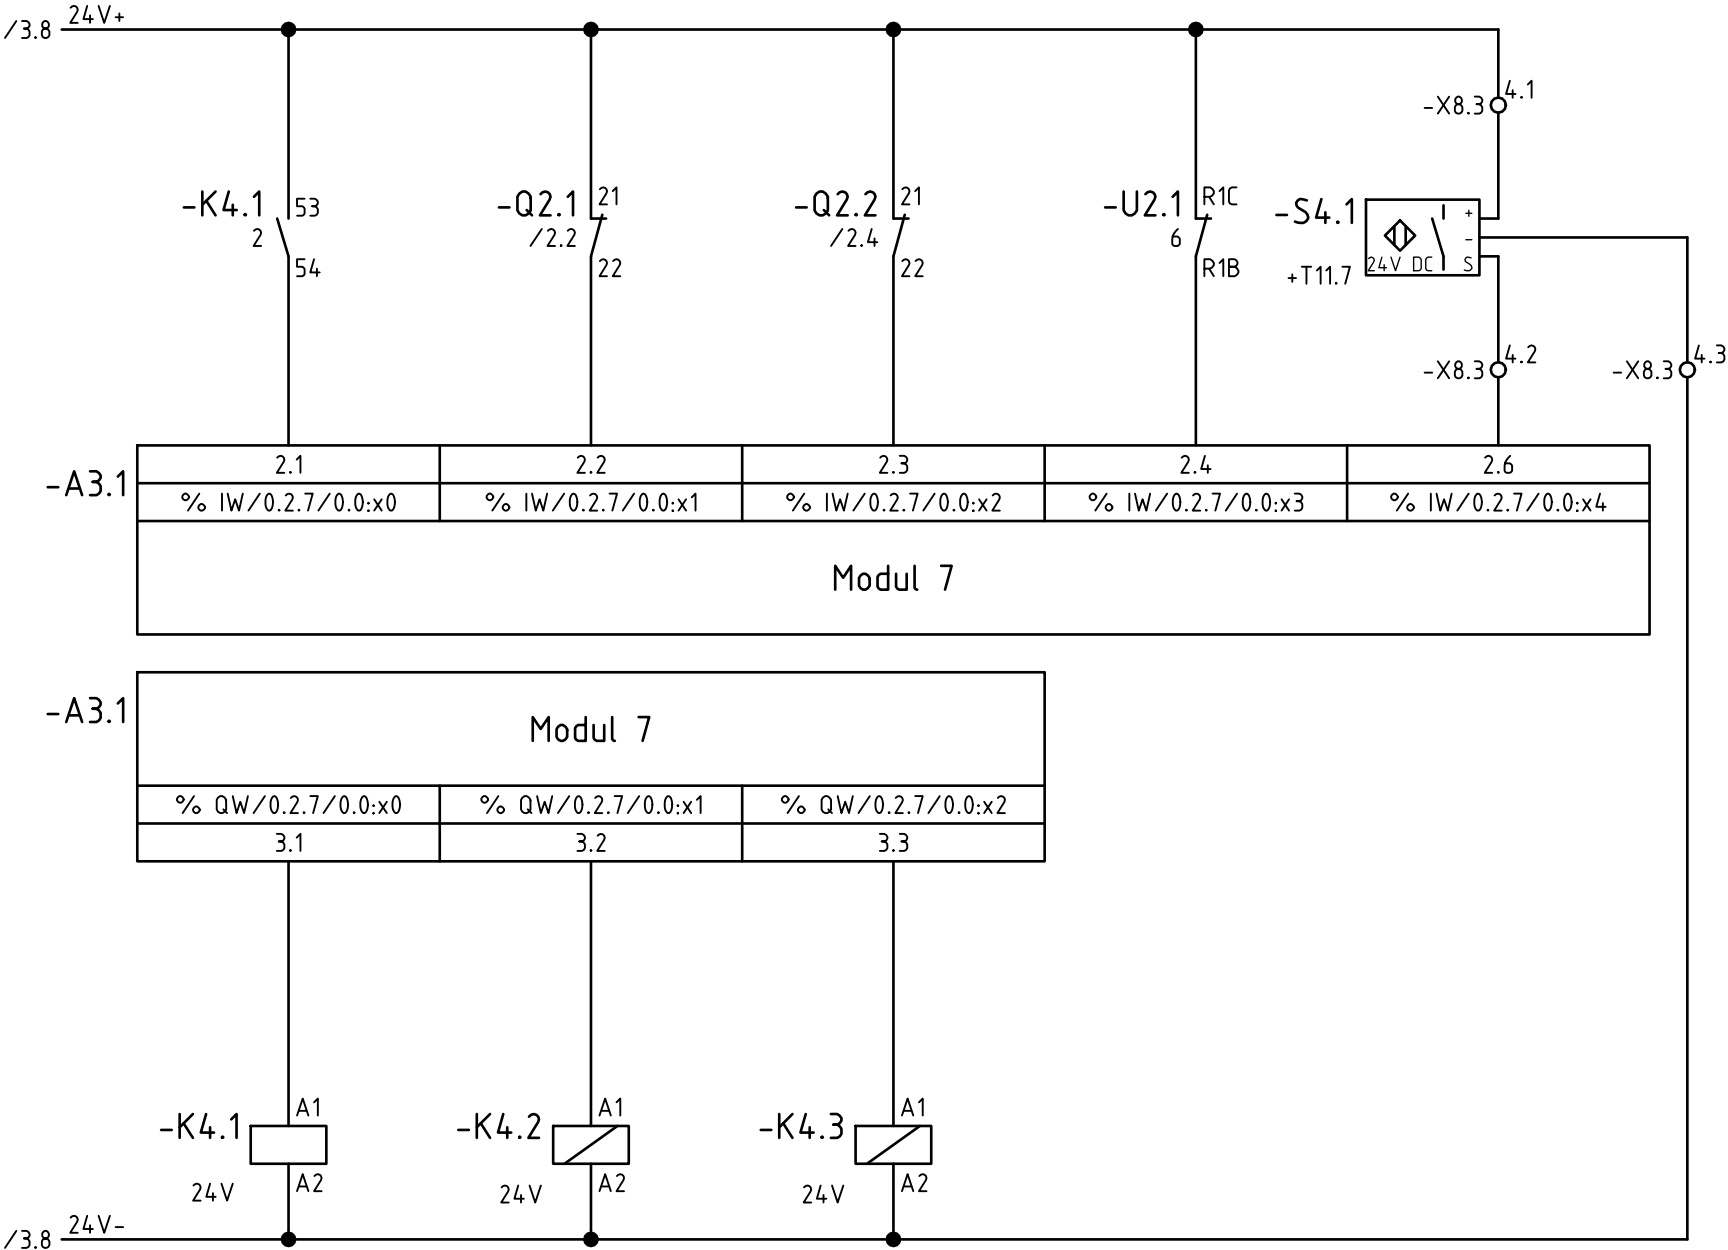 /3.8 24V+
4.1
-X8.3
-K4.1 53
2
54
-Q2.1 21
/2.2
22
-Q2.2 21
/2.4
22
-U2.1 R1C
6
R1B
-S4.1
+T11.7
+
-
24V DC S
-X8.3 4.2
-X8.3 4.3
-A3.1
2.1 2.2 2.3 2.4 2.6
% IW/0.2.7/0.0:x0 % IW/0.2.7/0.0:x1 % IW/0.2.7/0.0:x2 % IW/0.2.7/0.0:x3 % IW/0.2.7/0.0:x4
Modul 7
-A3.1
Modul 7
% QW/0.2.7/0.0:x0 % QW/0.2.7/0.0:x1 % QW/0.2.7/0.0:x2
3.1 3.2 3.3
-K4.1 A1
24V A2
-K4.2 A1
24V A2
-K4.3 A1
24V A2
/3.8 24V-